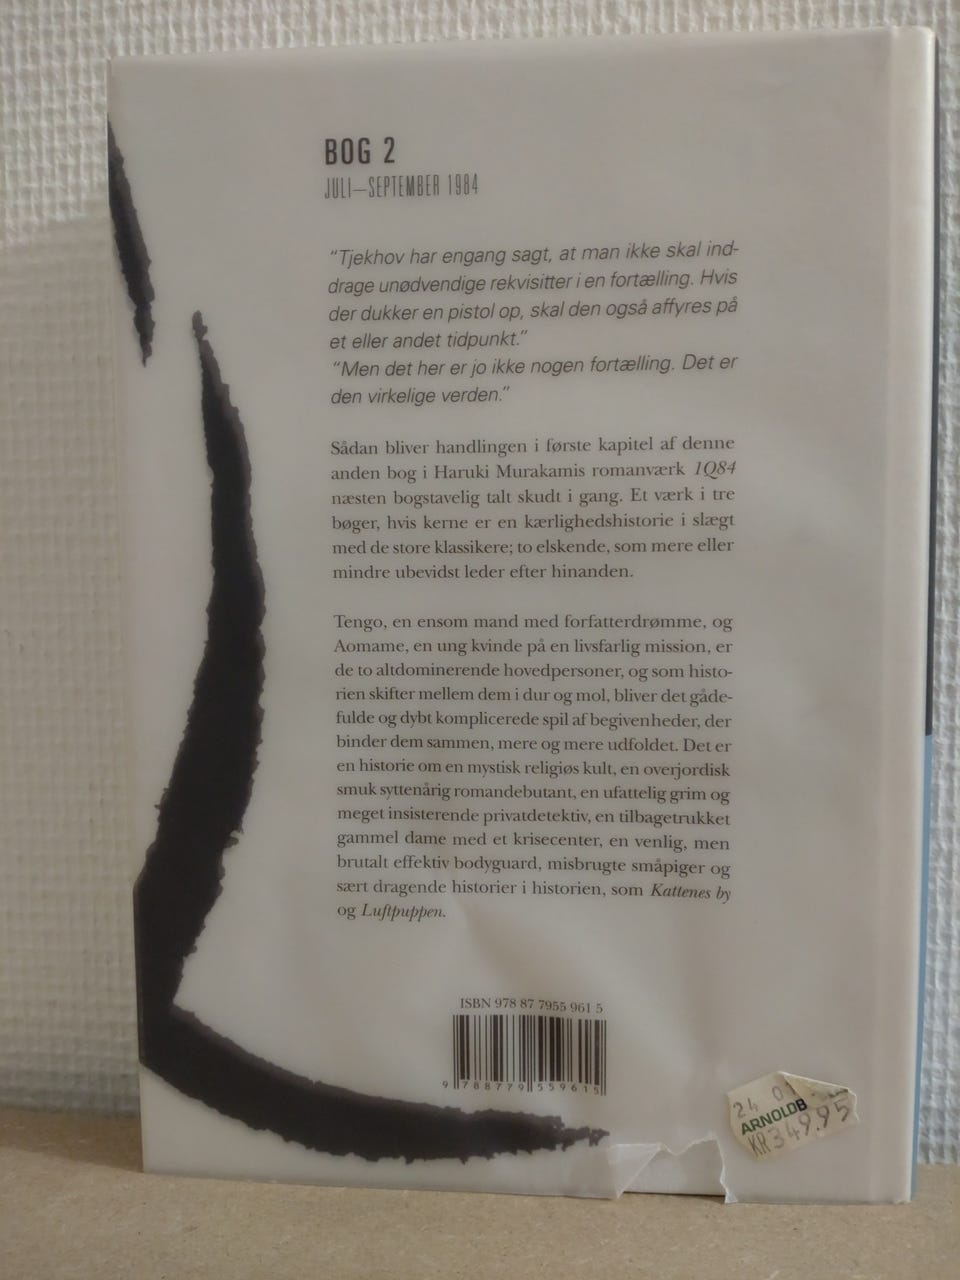 BOG 2
JULI—SEPTEMBER 1984
"Tjekhov har engang sagt, at man ikke skal ind-
drage unødvendige rekvisitter i en fortælling. Hvis
der dukker en pistol op, skal den også affyres på
et eller andet tidpunkt."
"Men det her er jo ikke nogen fortælling. Det er
den virkelige verden."
Sådan bliver handlingen i første kapitel af denne
anden bog i Haruki Murakamis romanværk 1Q84
næsten bogstavelig talt skudt i gang. Et værk i tre
bøger, hvis kerne er en kærlighedshistorie i slægt
med de store klassikere; to elskende, som mere eller
mindre ubevidst leder efter hinanden.
Tengo, en ensom mand med forfatterdrømme, og
Aomame, en ung kvinde på en livsfarlig mission, er
de to altdominerende hovedpersoner, og som histo-
rien skifter mellem dem i dur og mol, bliver det gåde-
fulde og dybt komplicerede spil af begivenheder, der
binder dem sammen, mere og mere udfoldet. Det er
en historie om en mystisk religiøs kult, en overjordisk
smuk syttenårig romandebutant, en ufattelig grim og
meget insisterende privatdetektiv, en tilbagetrukket
gammel dame med et krisecenter, en venlig, men
brutalt effektiv bodyguard, misbrugte småpiger og
sært dragende historier i historien, som Kattenes by
og Luftpuppen.
ISBN 978 87 7955 961 5
9 788779 559615
24 01
ARNOLDB
KR349.95